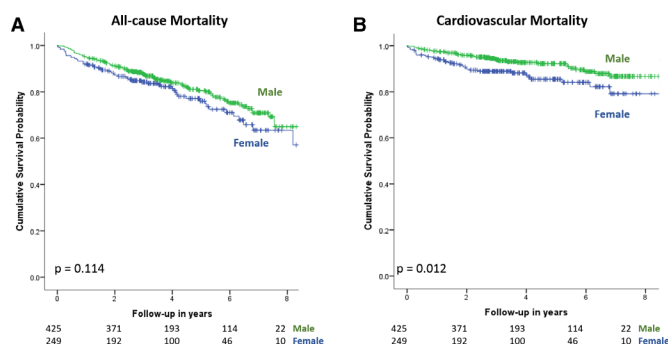 A
All-cause Mortality
Cumulative Survival Probability
1.0
0.8
0.6
0.4
0.2
0.0
Male
Female
p = 0.114
0 2 4 6 8
Follow-up in years
425 371 193 114 22 Male
249 192 100 46 10 Female
B
Cardiovascular Mortality
Cumulative Survival Probability
1.0
0.8
0.6
0.4
0.2
0.0
Male
Female
p = 0.012
0 2 4 6 8
Follow-up in years
425 371 193 114 22 Male
249 192 100 46 10 Female